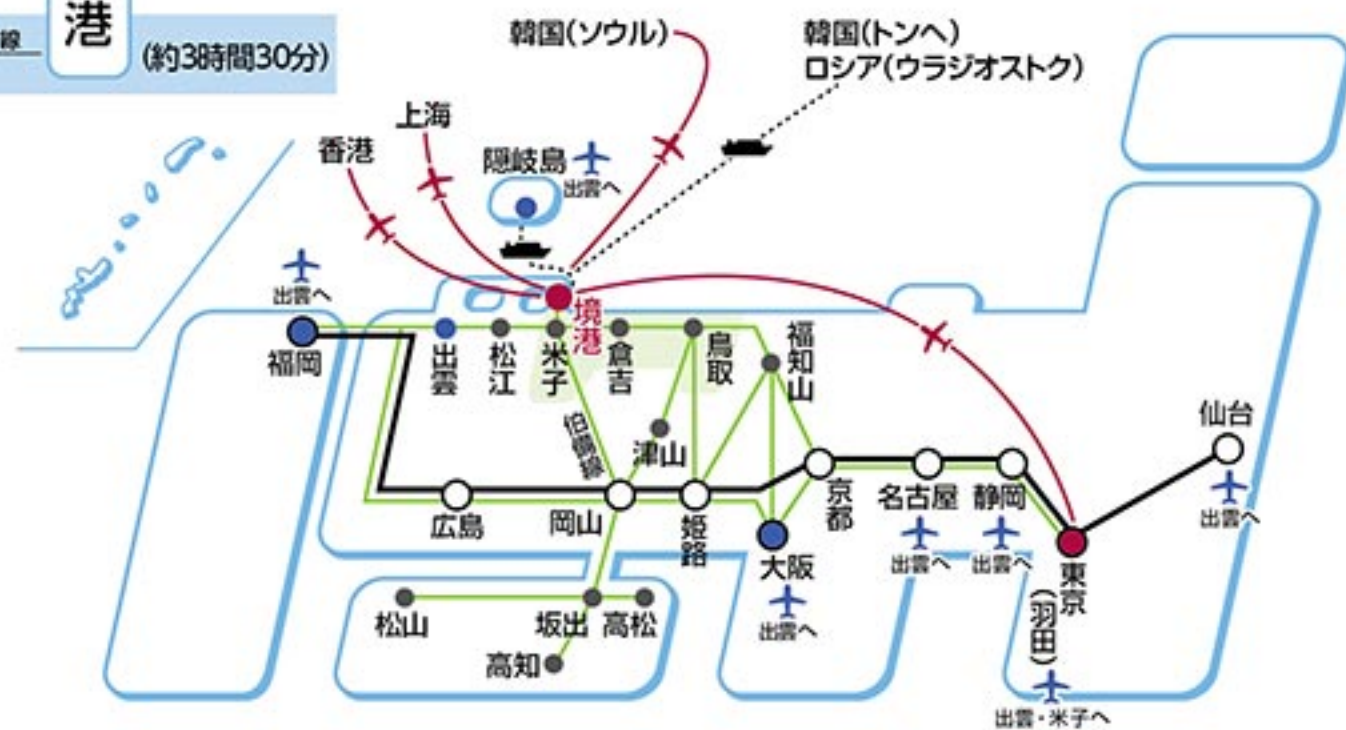 線
港
(約3時間30分)
韓国(ソウル)
韓国(トンへ)
ロシア(ウラジオストク)
上海
香港
隠岐島
出雲へ
出雲へ
境港
福岡
出雲
松江
米子
倉吉
鳥取
福知山
伯備線
津山
仙台
出雲へ
広島
岡山
姫路
京都
名古屋
出雲へ
静岡
出雲へ
大阪
出雲へ
東京
(羽田)
出雲・米子へ
松山
坂出
高松
高知